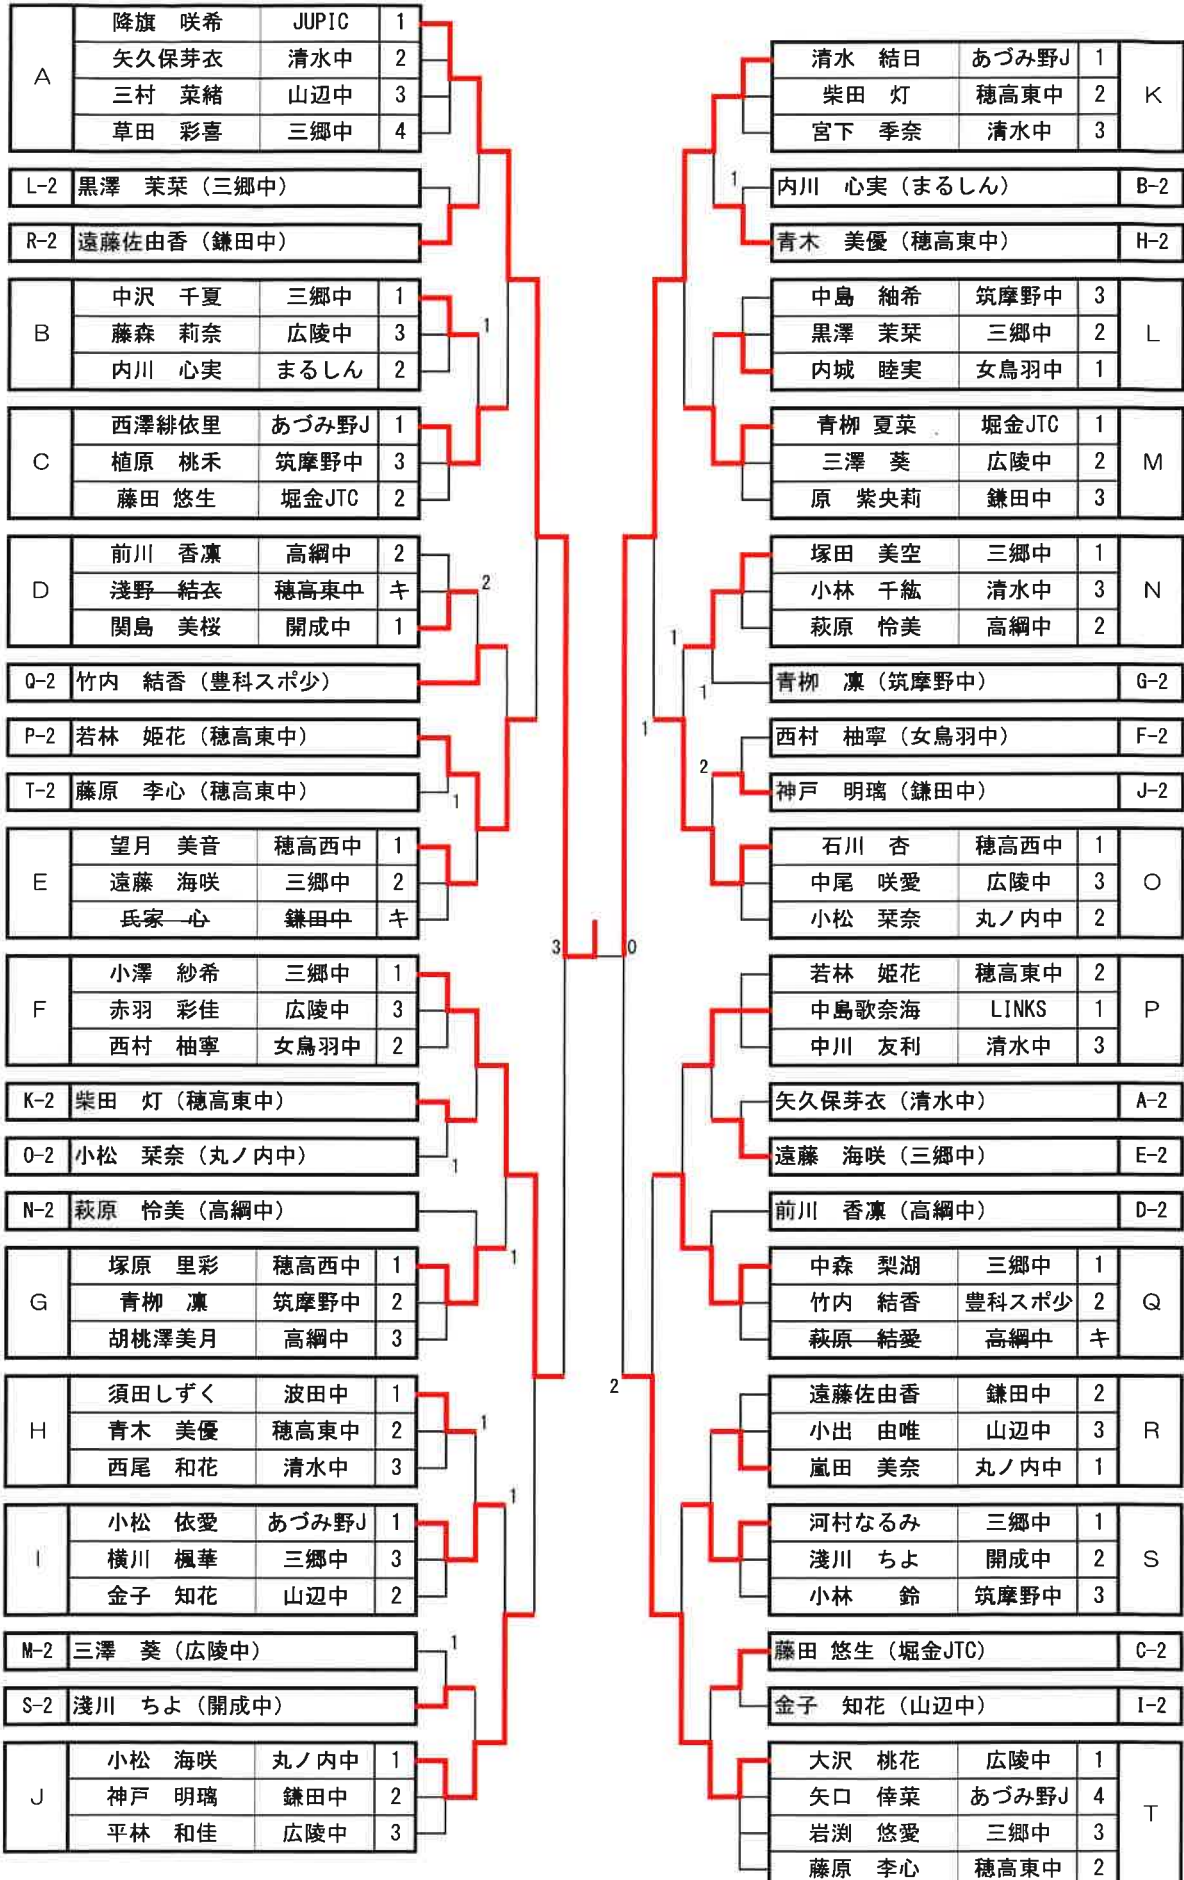 A
降旗 咲希 JUPIC 1
矢久保芽衣 清水中 2
三村 菜緒 山辺中 3
草田 彩喜 三郷中 4
L-2 黒澤 茉栞（三郷中）
R-2 遠藤佐由香（鎌田中）
B
中沢 千夏 三郷中 1
藤森 莉奈 広陵中 3
内川 心実 まるしん 2
1
C
西澤緋依里 あづみ野J 1
植原 桃禾 筑摩野中 3
藤田 悠生 堀金JTC 2
D
前川 香凛 高綱中 2
淺野 結衣 穂高東中 キ
関島 美桜 開成中 1
2
Q-2 竹内 結香（豊科スポ少）
P-2 若林 姫花（穂高東中）
T-2 藤原 李心（穂高東中）
1
E
望月 美音 穂高西中 1
遠藤 海咲 三郷中 2
氏家 心 鎌田中 キ
F
小澤 紗希 三郷中 1
赤羽 彩佳 広陵中 3
西村 柚寧 女鳥羽中 2
K-2 柴田 灯（穂高東中）
O-2 小松 栞奈（丸ノ内中）
1
N-2 萩原 怜美（高綱中）
1
G
塚原 里彩 穂高西中 1
青栁 凛 筑摩野中 2
胡桃澤美月 高綱中 3
H
須田しずく 波田中 1
青木 美優 穂高東中 2
西尾 和花 清水中 3
1
1
I
小松 依愛 あづみ野J 1
横川 楓華 三郷中 3
金子 知花 山辺中 2
M-2 三澤 葵（広陵中）
1
S-2 淺川 ちよ（開成中）
J
小松 海咲 丸ノ内中 1
神戸 明璃 鎌田中 2
平林 和佳 広陵中 3
3
0
清水 結日 あづみ野J 1
柴田 灯 穂高東中 2
宮下 季奈 清水中 3
K
1
内川 心実（まるしん） B-2
青木 美優（穂高東中） H-2
中島 紬希 筑摩野中 3
黒澤 茉栞 三郷中 2
内城 睦実 女鳥羽中 1
L
青栁 夏菜 堀金JTC 1
三澤 葵 広陵中 2
原 紫央莉 鎌田中 3
M
塚田 美空 三郷中 1
小林 千紘 清水中 3
萩原 怜美 高綱中 2
N
1
1
青栁 凛（筑摩野中） G-2
1
西村 柚寧（女鳥羽中） F-2
2
神戸 明璃（鎌田中） J-2
石川 杏 穂高西中 1
中尾 咲愛 広陵中 3
小松 栞奈 丸ノ内中 2
O
若林 姫花 穂高東中 2
中島歌奈海 LINKS 1
中川 友利 清水中 3
P
矢久保芽衣（清水中） A-2
遠藤 海咲（三郷中） E-2
前川 香凛（高綱中） D-2
中森 梨湖 三郷中 1
竹内 結香 豊科スポ少 2
萩原 結愛 高綱中 キ
Q
2
遠藤佐由香 鎌田中 2
小出 由唯 山辺中 3
嵐田 美奈 丸ノ内中 1
R
河村なるみ 三郷中 1
淺川 ちよ 開成中 2
小林 鈴 筑摩野中 3
S
藤田 悠生（堀金JTC） C-2
金子 知花（山辺中） I-2
大沢 桃花 広陵中 1
矢口 倖菜 あづみ野J 4
岩渕 悠愛 三郷中 3
藤原 李心 穂高東中 2
T